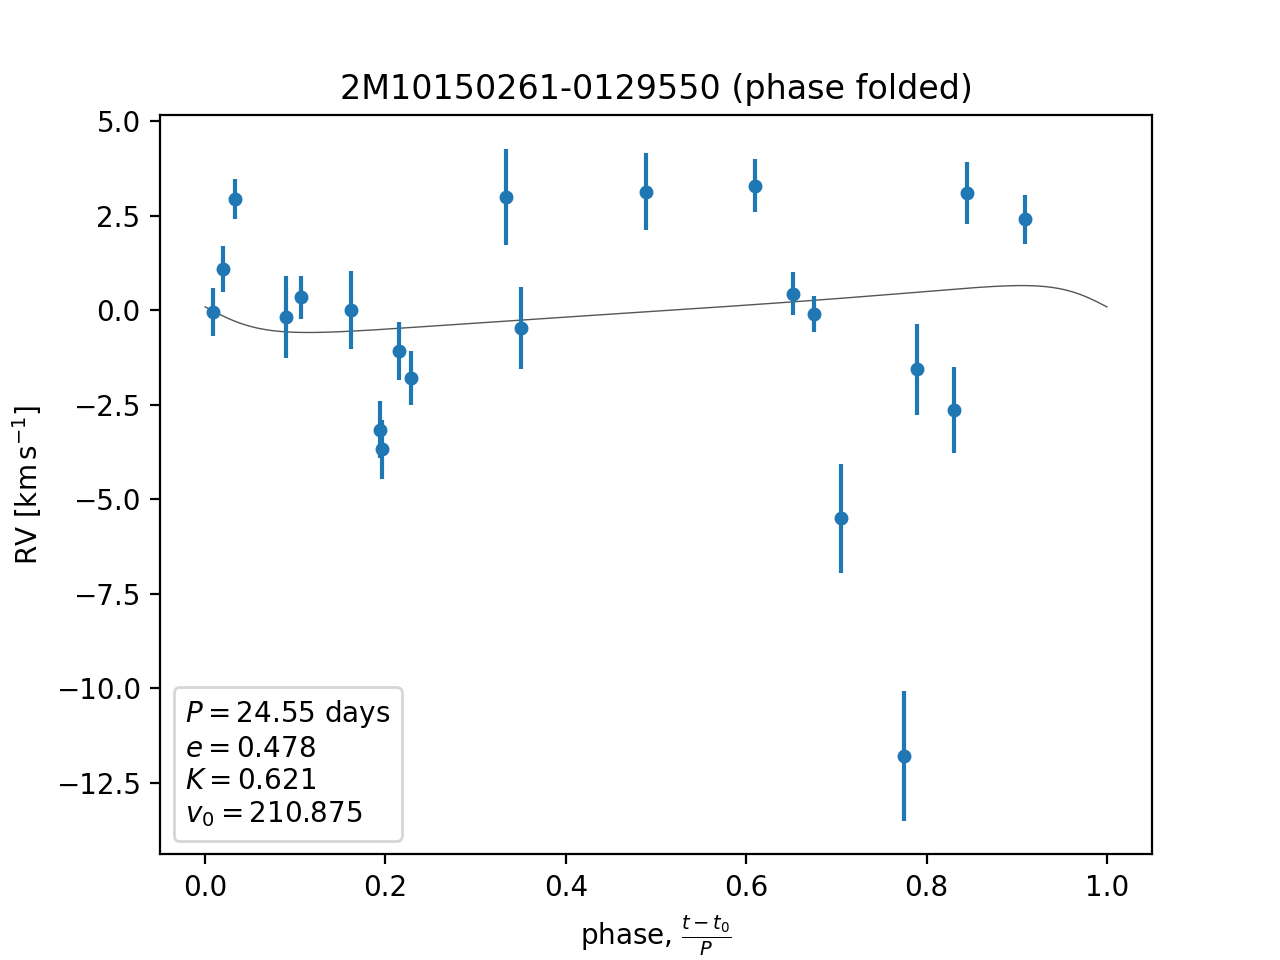 2M10150261-0129550 (phase folded)
5.0
2.5
0.0
−2.5
−5.0
−7.5
−10.0
−12.5
RV [km s⁻¹]
P = 24.55 days
e = 0.478
K = 0.621
v₀ = 210.875
0.0 0.2 0.4 0.6 0.8 1.0
phase, (t − t₀)/P